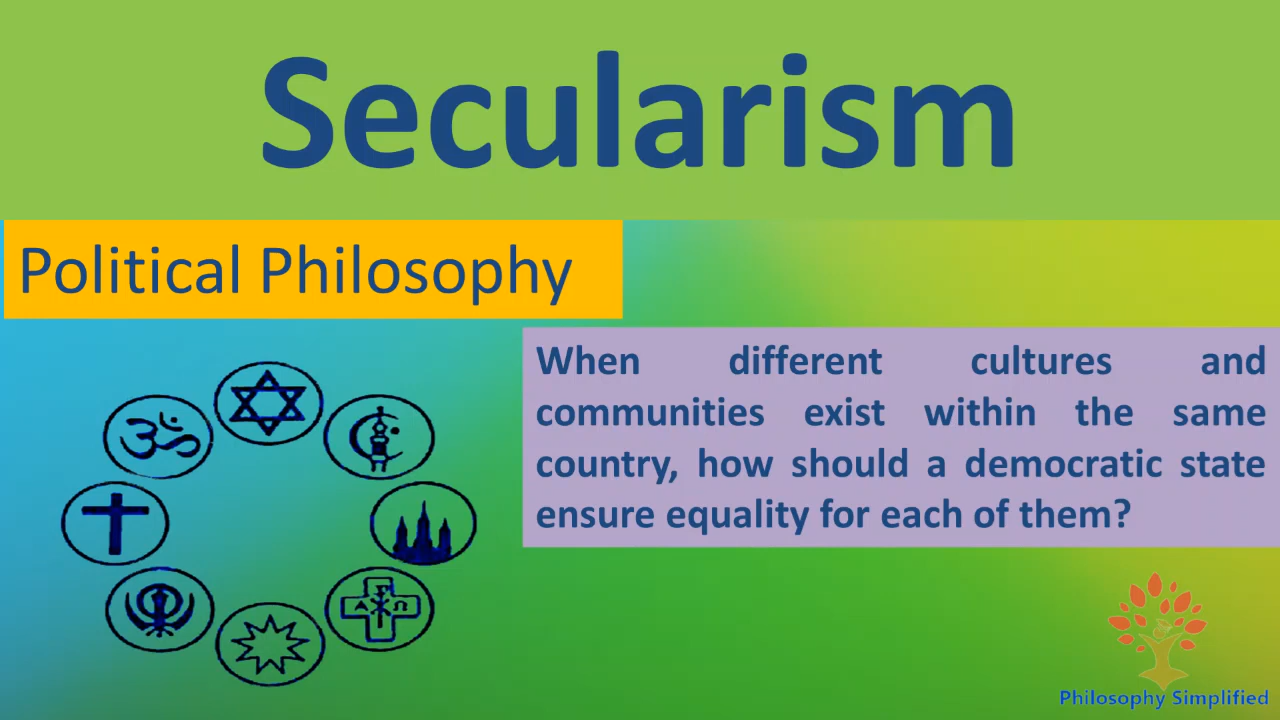 Secularism
Political Philosophy
When different cultures and
communities exist within the same
country, how should a democratic state
ensure equality for each of them?
Α Ω
Philosophy Simplified